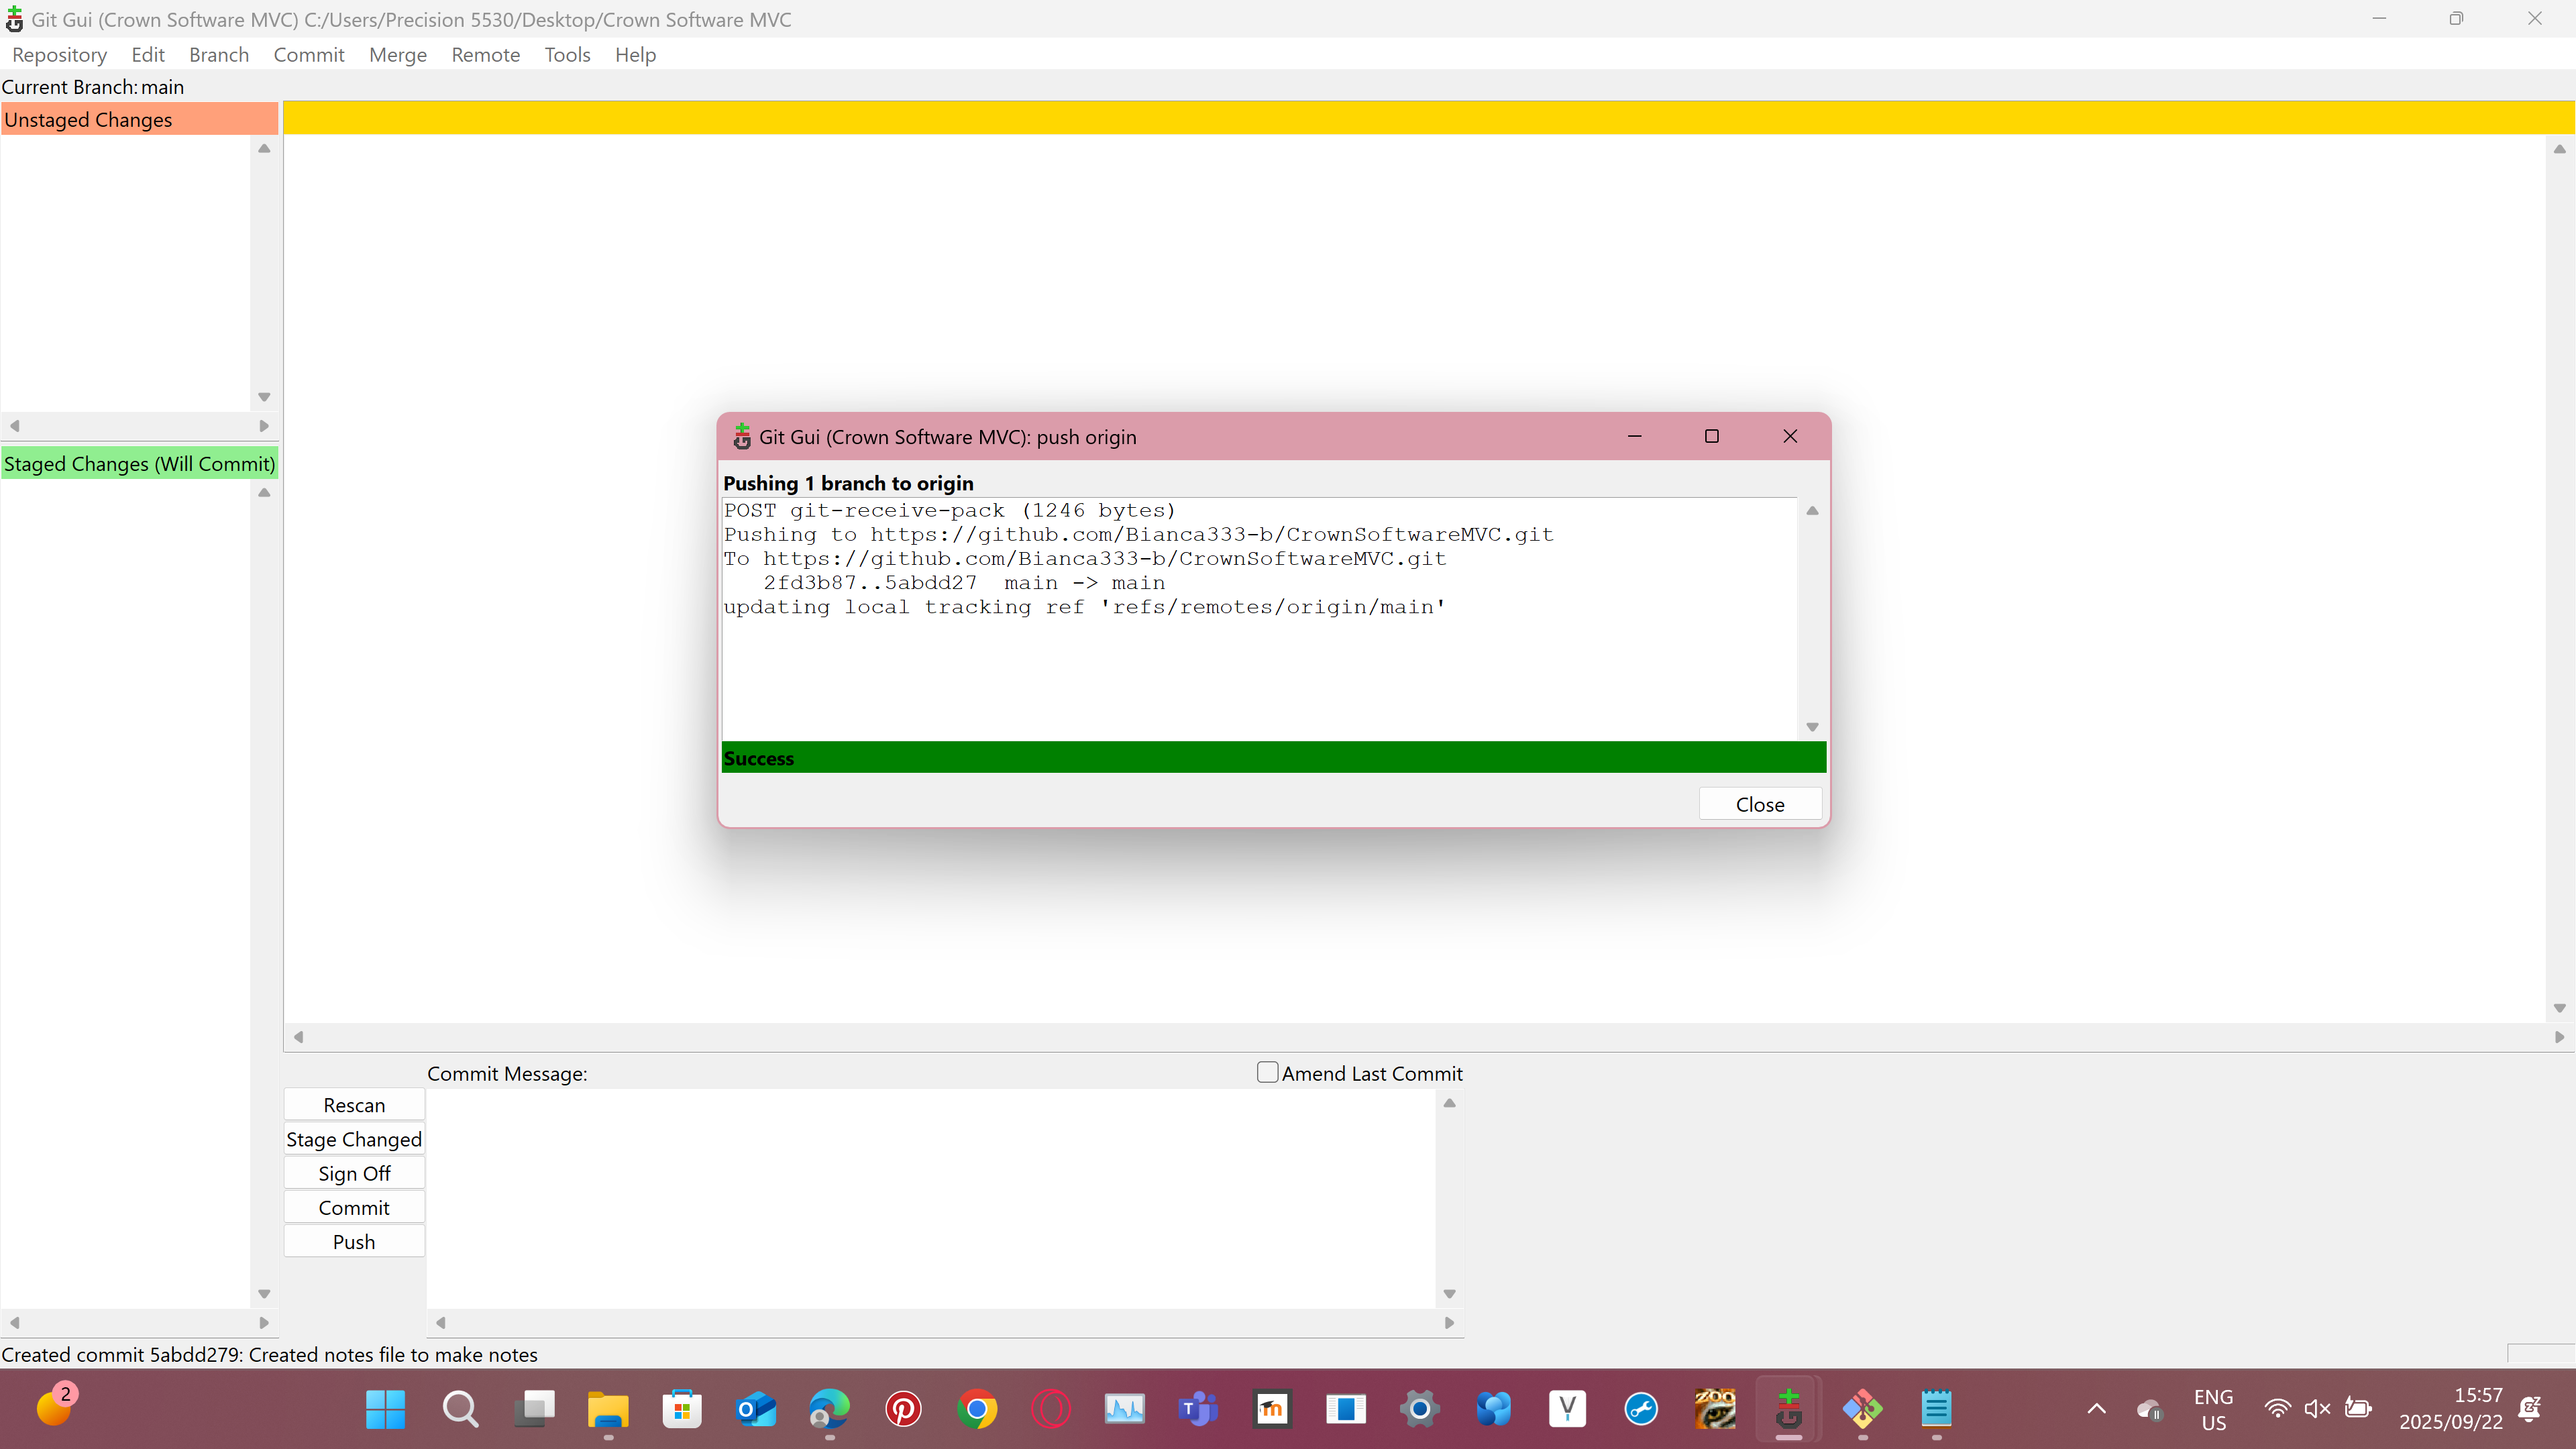 Git Gui (Crown Software MVC) C:/Users/Precision 5530/Desktop/Crown Software MVC
Repository Edit Branch Commit Merge Remote Tools Help
Current Branch: main
Unstaged Changes
Staged Changes (Will Commit)
Git Gui (Crown Software MVC): push origin
Pushing 1 branch to origin
POST git-receive-pack (1246 bytes)
Pushing to https://github.com/Bianca333-b/CrownSoftwareMVC.git
To https://github.com/Bianca333-b/CrownSoftwareMVC.git
2fd3b87..5abdd27 main -> main
updating local tracking ref 'refs/remotes/origin/main'
Success
Close
Commit Message:
Amend Last Commit
Rescan
Stage Changed
Sign Off
Commit
Push
Created commit 5abdd279: Created notes file to make notes
2
ZOO
ENG
US
15:57
2025/09/22